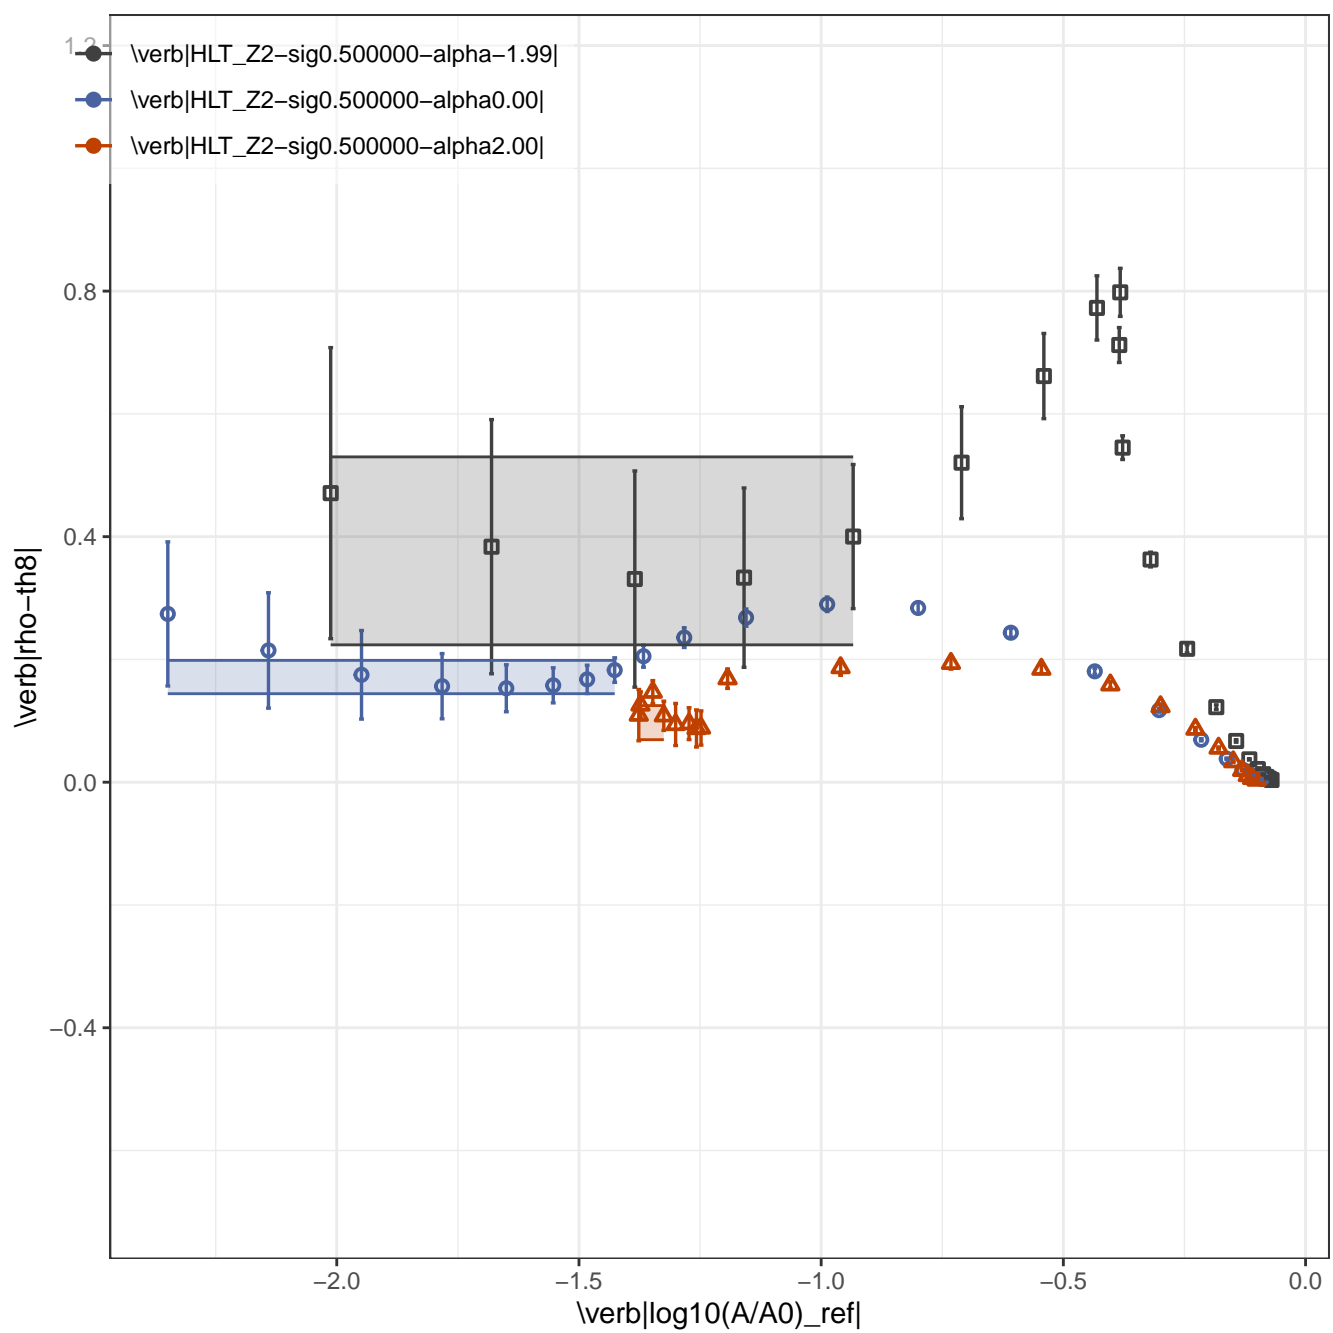 1.2
\verb|HLT_Z2−sig0.500000−alpha−1.99|
\verb|HLT_Z2−sig0.500000−alpha0.00|
\verb|HLT_Z2−sig0.500000−alpha2.00|
0.8
0.4
0.0
−0.4
\verb|rho−th8|
−2.0 −1.5 −1.0 −0.5 0.0
\verb|log10(A/A0)_ref|